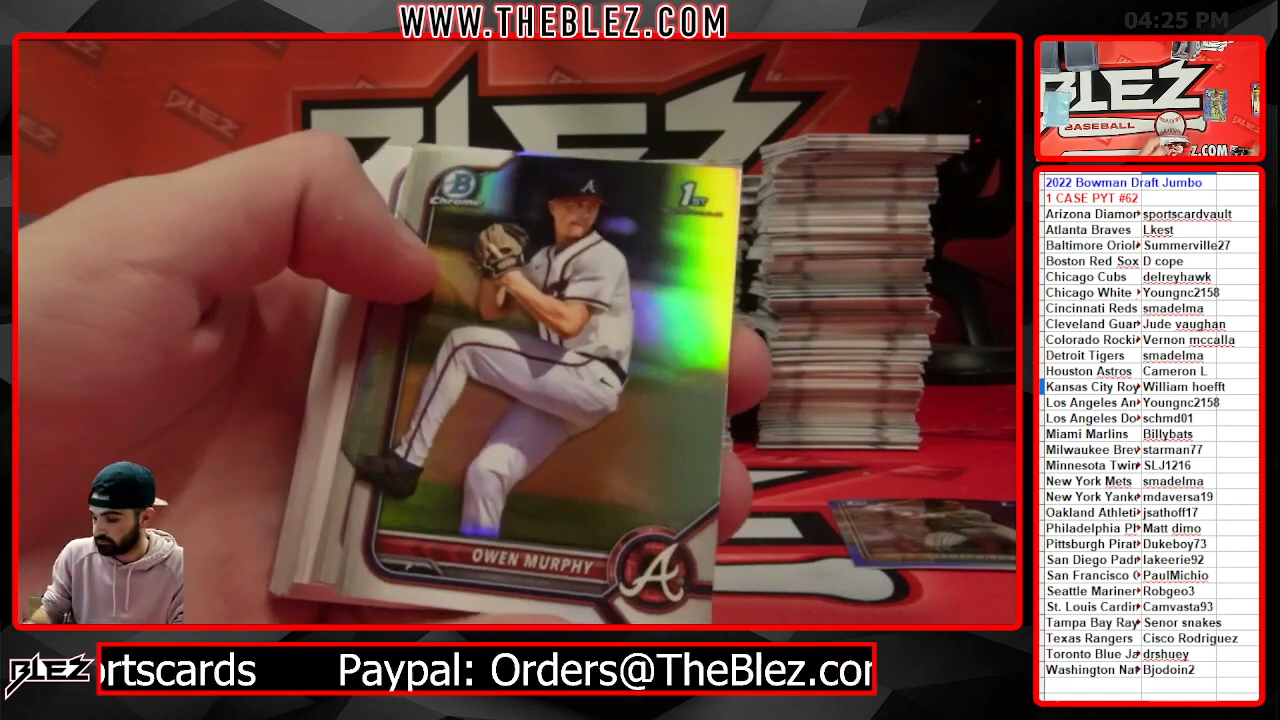 WWW.THEBLEZ.COM
04:25 PM
BLEZ
BLEZ
B
Chrome
1ST
OWEN MURPHY
P
A
BLEZ
BASEBALL
Z.COM
2022 Bowman Draft Jumbo
1 CASE PYT #62
Arizona Diamor sportscardvault
Atlanta Braves Lkest
Baltimore Oriol Summerville27
Boston Red Sox D cope
Chicago Cubs delreyhawk
Chicago White Youngnc2158
Cincinnati Reds smadelma
Cleveland Guar Jude vaughan
Colorado Rocki Vernon mccalla
Detroit Tigers smadelma
Houston Astros Cameron L
Kansas City Roy William hoefft
Los Angeles An Youngnc2158
Los Angeles Do schmd01
Miami Marlins Billybats
Milwaukee Brev starman77
Minnesota Twin SLJ1216
New York Mets smadelma
New York Yanke mdaversa19
Oakland Athleti jsathoff17
Philadelphia Ph Matt dimo
Pittsburgh Pirat Dukeboy73
San Diego Padr lakeerie92
San Francisco G PaulMichio
Seattle Mariner Robgeo3
St. Louis Cardir Camvasta93
Tampa Bay Ray Senor snakes
Texas Rangers Cisco Rodriguez
Toronto Blue Ja drshuey
Washington Nat Bjodoin2
BLEZ
ortscards Paypal: Orders@TheBlez.com